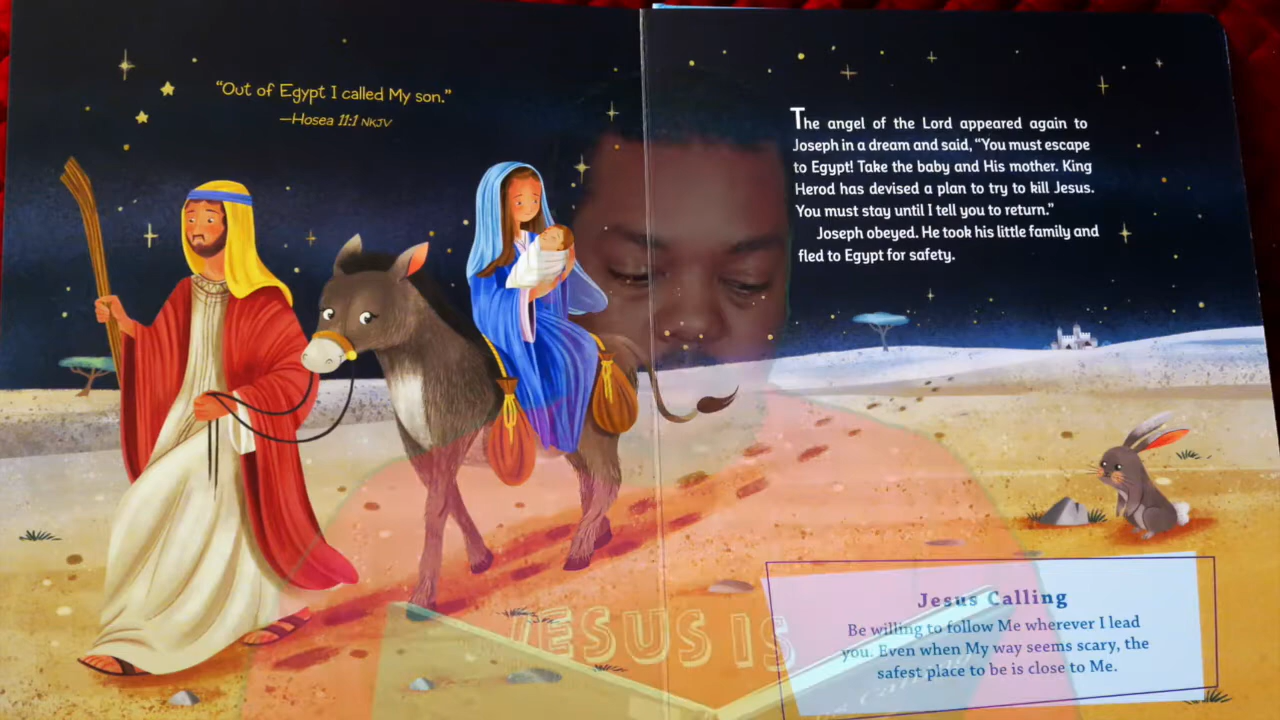 “Out of Egypt I called My son.”
—Hosea 11:1 NKJV
The angel of the Lord appeared again to
Joseph in a dream and said, “You must escape
to Egypt! Take the baby and His mother. King
Herod has devised a plan to try to kill Jesus.
You must stay until I tell you to return.”
Joseph obeyed. He took his little family and
fled to Egypt for safety.
Jesus Calling
Be willing to follow Me wherever I lead
you. Even when My way seems scary, the
safest place to be is close to Me.
JESUS IS